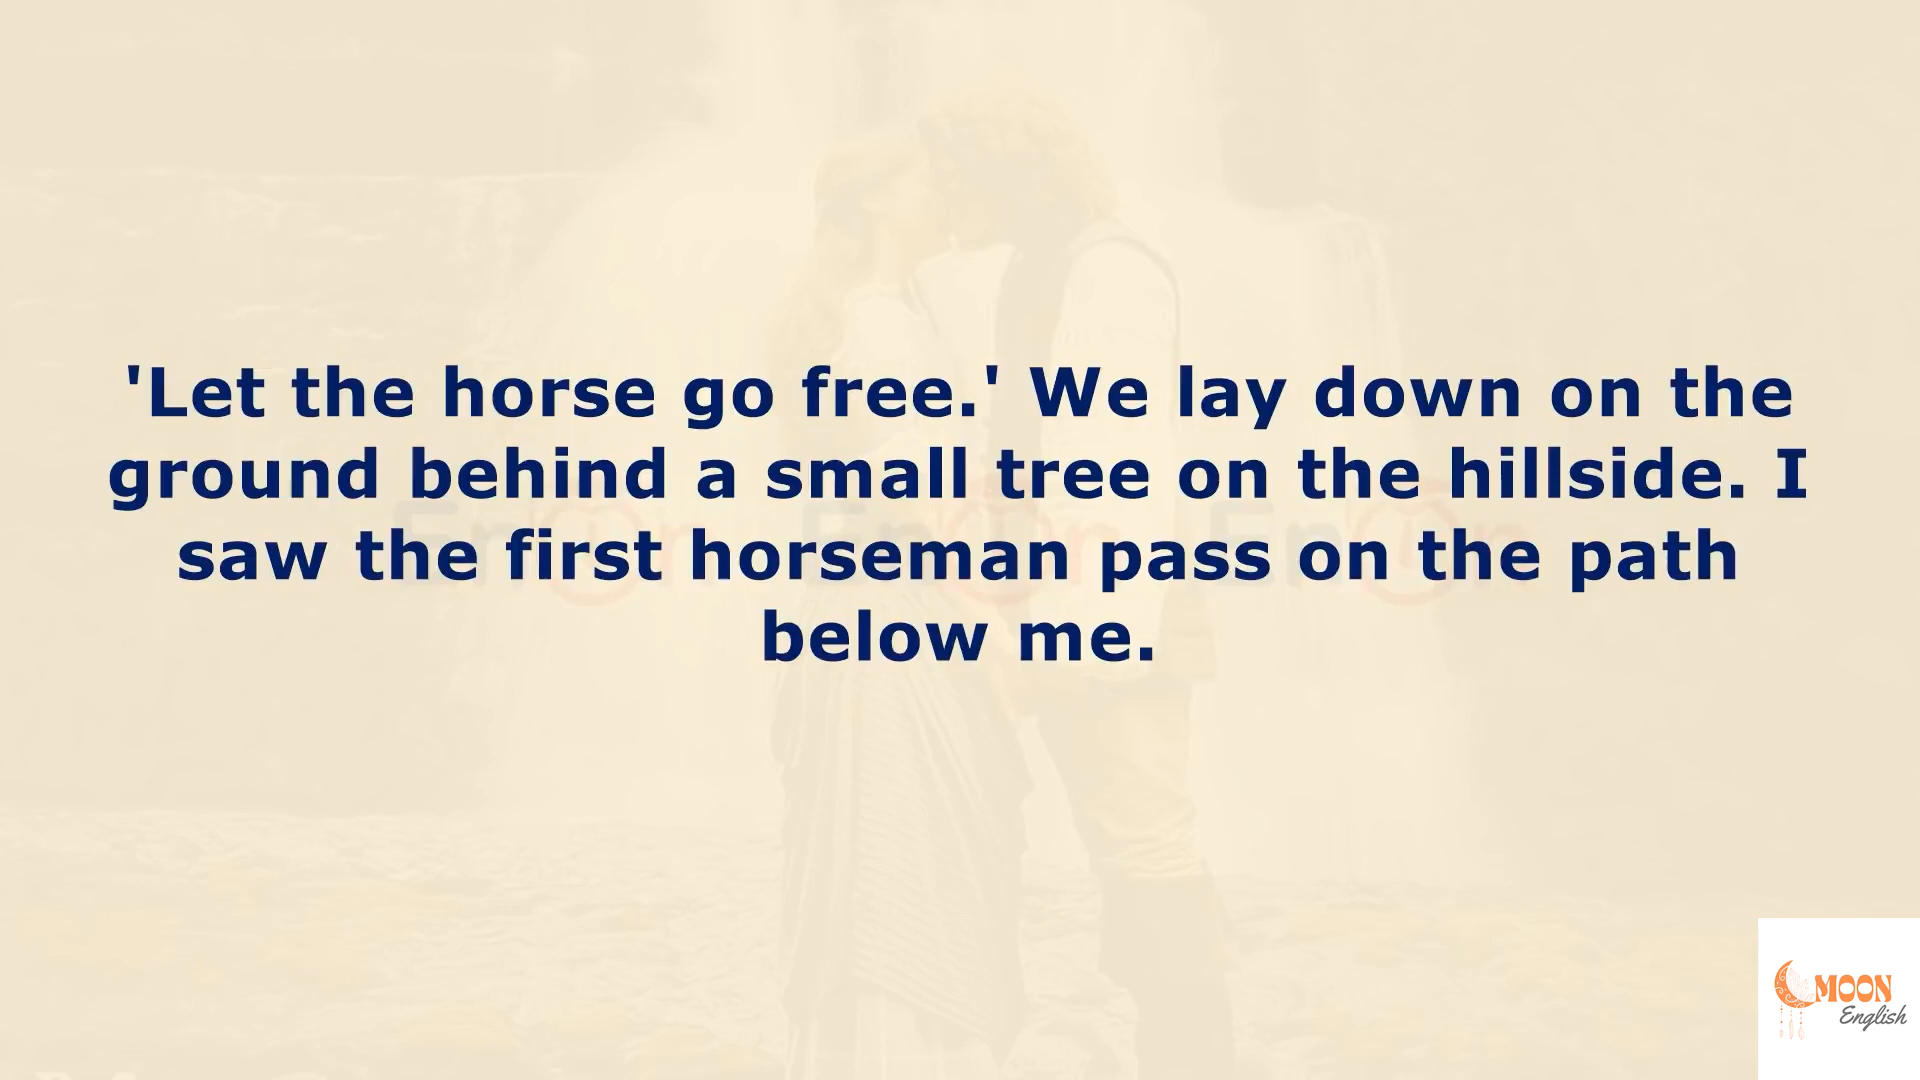 'Let the horse go free.' We lay down on the
ground behind a small tree on the hillside. I
saw the first horseman pass on the path
below me.
MOON
English